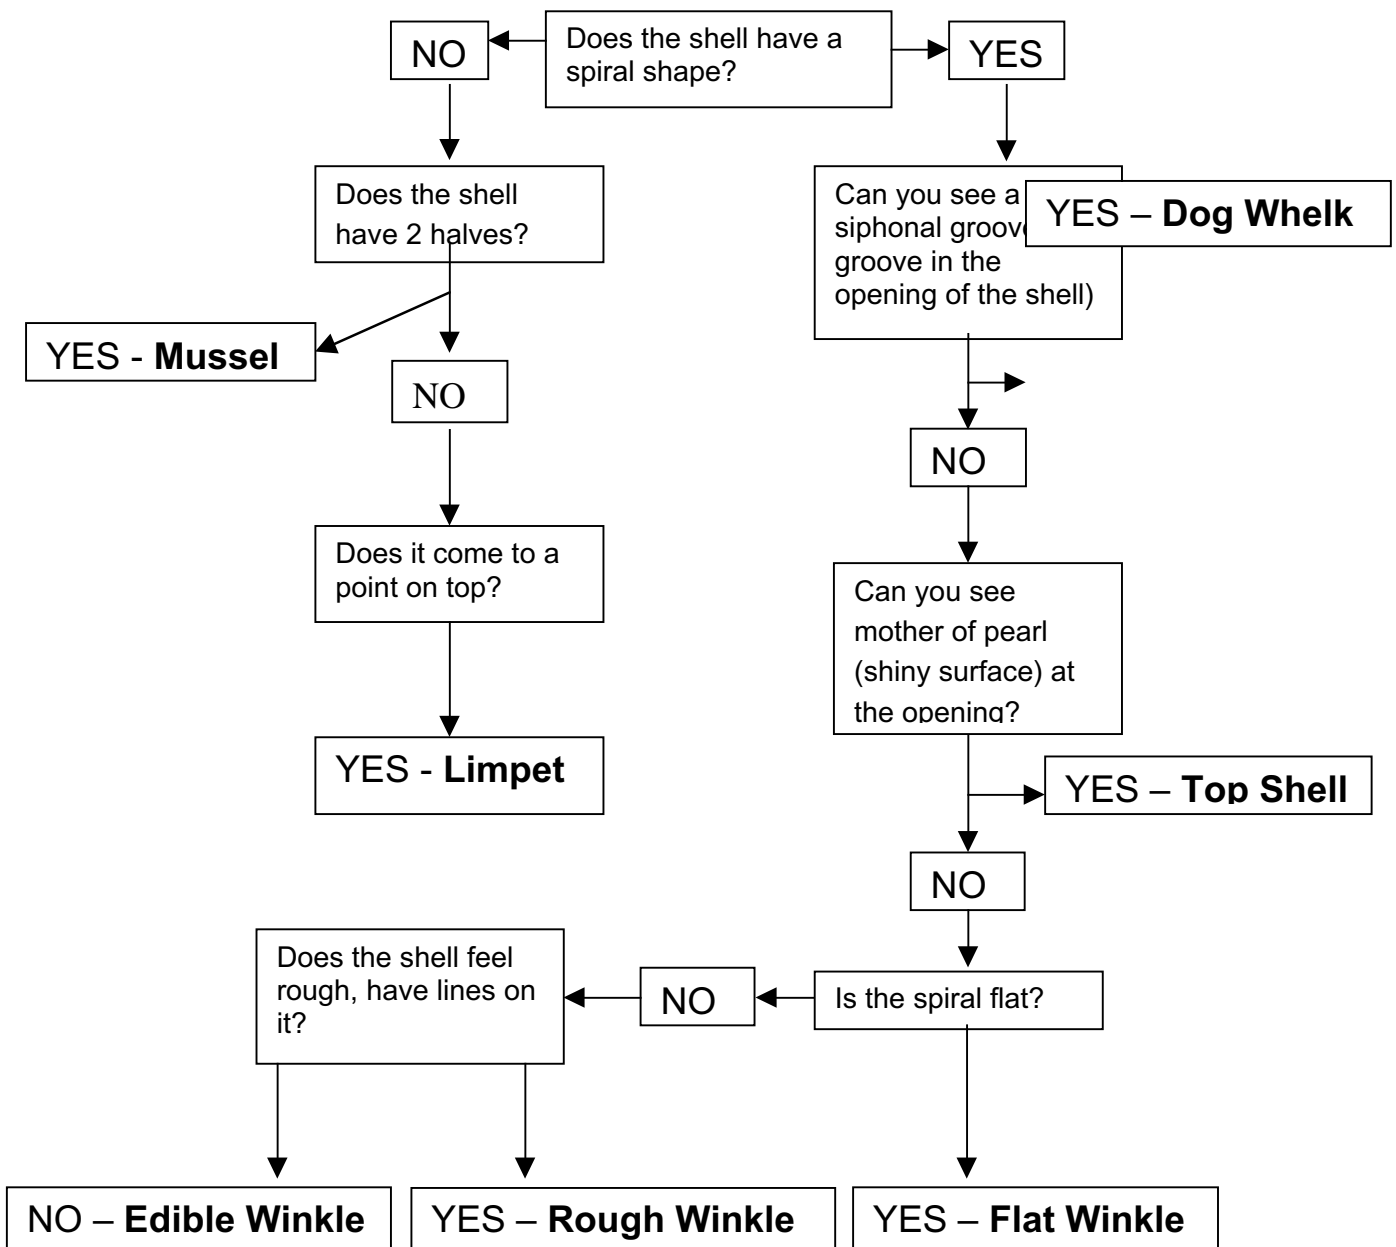 NO
Does the shell have a
spiral shape?
YES
Does the shell
have 2 halves?
Can you see a
siphonal
groove in the
opening of the shell)
YES – Dog Whelk
YES - Mussel
NO
NO
Does it come to a
point on top?
Can you see
mother of pearl
(shiny surface) at
the opening?
YES - Limpet
YES – Top Shell
NO
Does the shell feel
rough, have lines on
it?
NO
Is the spiral flat?
NO – Edible Winkle
YES – Rough Winkle
YES – Flat Winkle